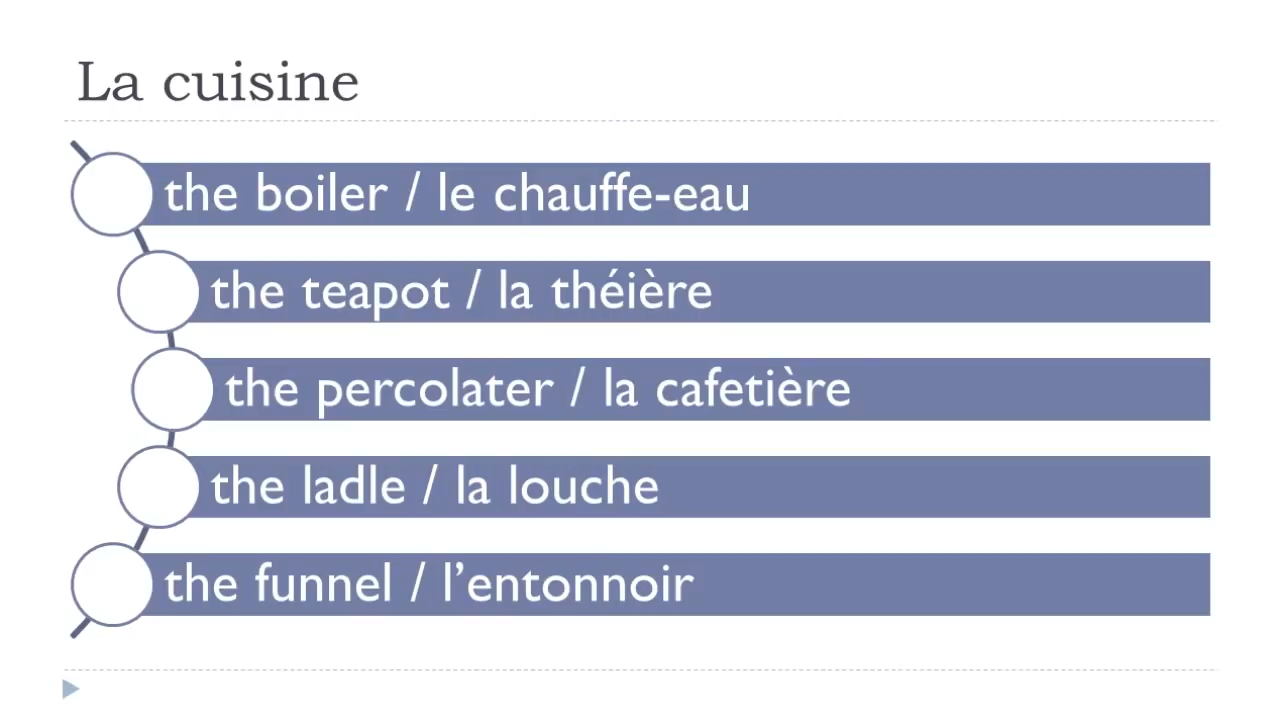 La cuisine
the boiler / le chauffe-eau
the teapot / la théière
the percolater / la cafetière
the ladle / la louche
the funnel / l’entonnoir